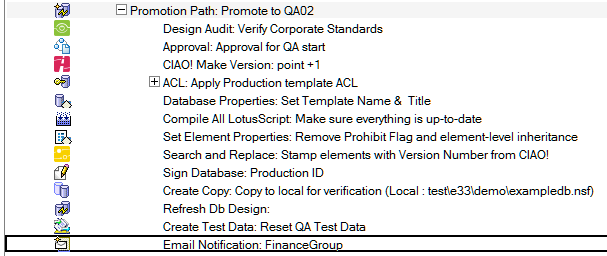 Promotion Path: Promote to QA02
Design Audit: Verify Corporate Standards
Approval: Approval for QA start
CIAO! Make Version: point +1
ACL: Apply Production template ACL
Database Properties: Set Template Name & Title
Compile All LotusScript: Make sure everything is up-to-date
Set Element Properties: Remove Prohibit Flag and element-level inheritance
Search and Replace: Stamp elements with Version Number from CIAO!
Sign Database: Production ID
Create Copy: Copy to local for verification (Local : test\e33\demo\exampledb.nsf)
Refresh Db Design:
Create Test Data: Reset QA Test Data
Email Notification: FinanceGroup